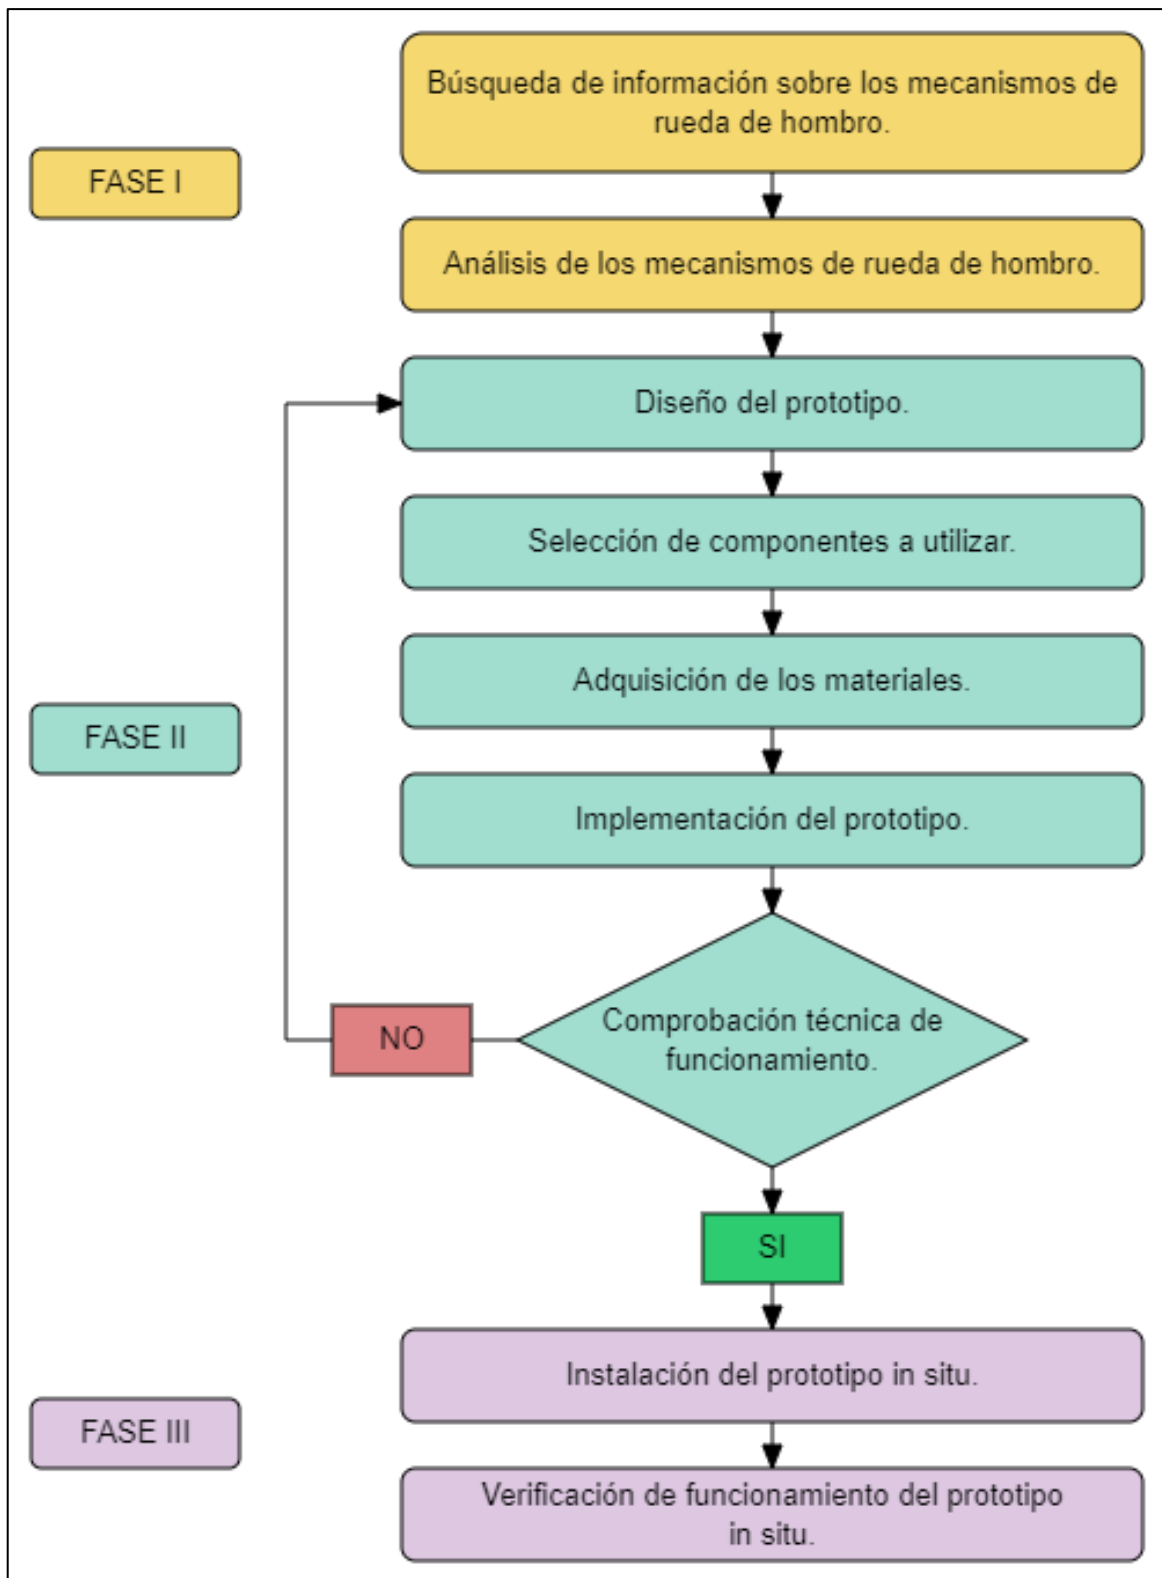 Búsqueda de información sobre los mecanismos de
rueda de hombro.
FASE I
Análisis de los mecanismos de rueda de hombro.
Diseño del prototipo.
Selección de componentes a utilizar.
Adquisición de los materiales.
FASE II
Implementación del prototipo.
Comprobación técnica de
funcionamiento.
NO
SI
Instalación del prototipo in situ.
FASE III
Verificación de funcionamiento del prototipo
in situ.